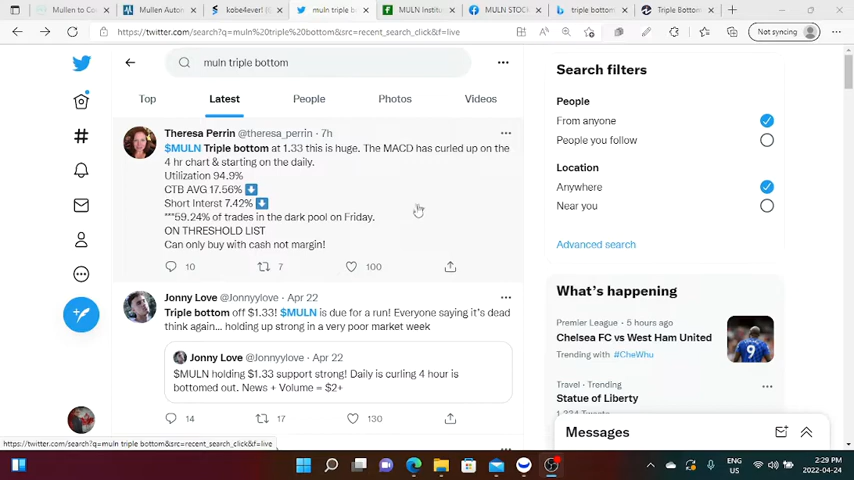 Mullen to Ca
Mullen Auto
kobe4ever! (
muln triple b
MULN Institu
MULN STOCK
triple bottom
Triple Bottom
https://twitter.com/search?q=muln%20triple%20bottom&src=recent_search_click&f=live
Not syncing
muln triple bottom
Top
Latest
People
Photos
Videos
Theresa Perrin @theresa_perrin · 7h
$MULN Triple bottom at 1.33 this is huge. The MACD has curled up on the
4 hr chart & starting on the daily.
Utilization 94.9%
CTB AVG 17.56% ⬇
Short Interst 7.42% ⬇
***59.24% of trades in the dark pool on Friday.
ON THRESHOLD LIST
Can only buy with cash not margin!
10
7
100
Jonny Love @Jonnyylove · Apr 22
Triple bottom off $1.33! $MULN is due for a run! Everyone saying it's dead
think again... holding up strong in a very poor market week
Jonny Love @Jonnyylove · Apr 22
$MULN holding $1.33 support strong! Daily is curling 4 hour is
bottomed out. News + Volume = $2+
14
17
130
Search filters
People
From anyone
People you follow
Location
Anywhere
Near you
Advanced search
What's happening
Premier League · 5 hours ago
Chelsea FC vs West Ham United
Trending with #CheWhu
Travel · Trending
Statue of Liberty
Messages
https://twitter.com/search?q=muln triple bottom&src=recent_search_click&f=live
ENG
US
2:29 PM
2022-04-24